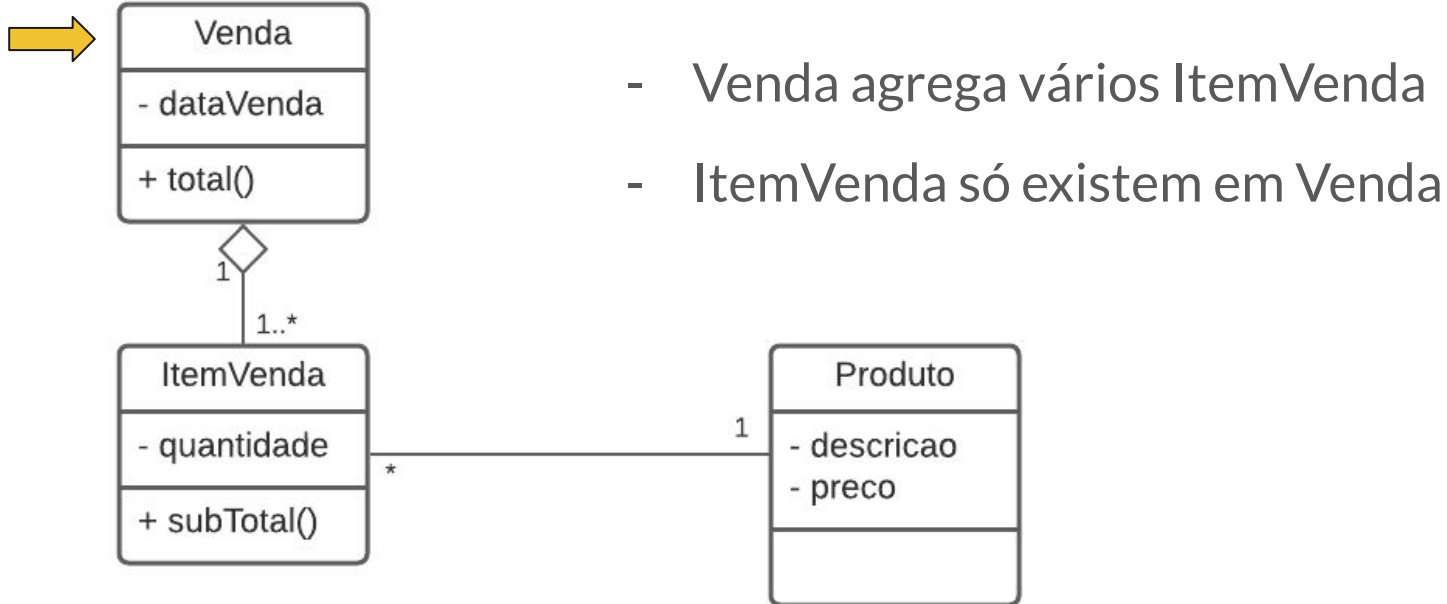 Venda
- dataVenda
+ total()
- Venda agrega vários ItemVenda
- ItemVenda só existem em Venda
1
1..*
ItemVenda
- quantidade
+ subTotal()
*
1
Produto
- descricao
- preco